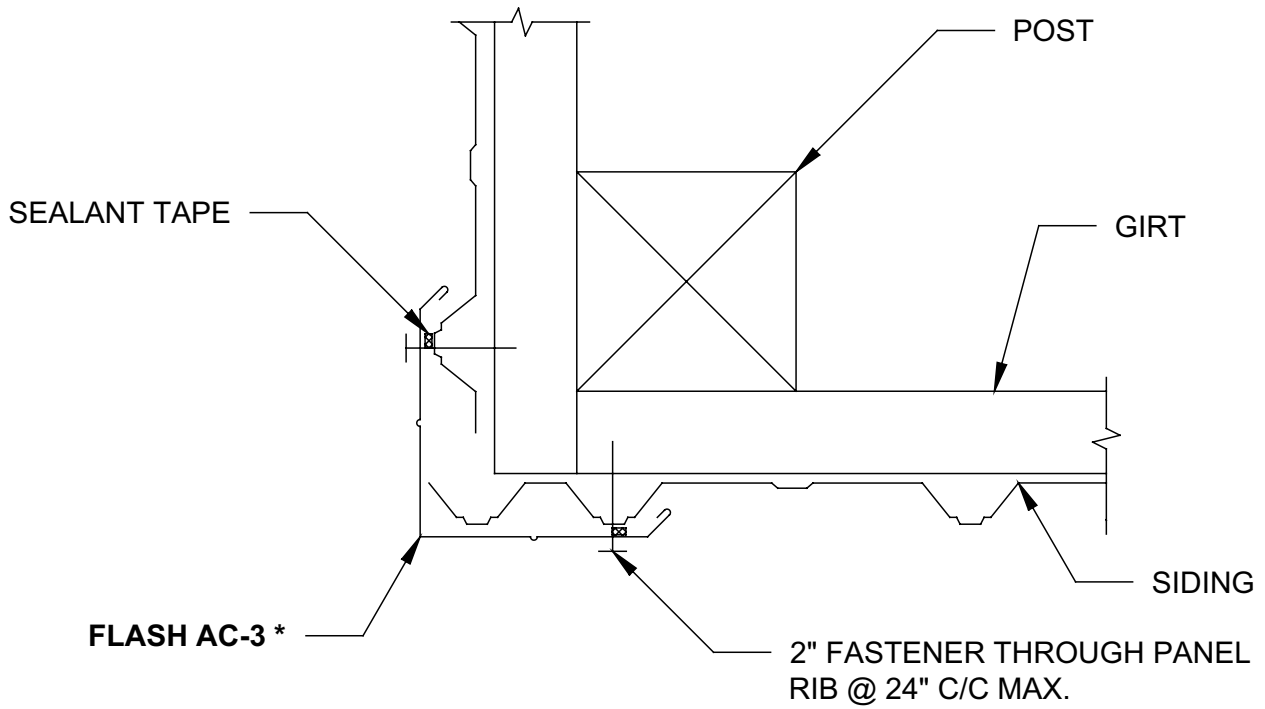 POST
SEALANT TAPE
GIRT
SIDING
FLASH AC-3 *
2" FASTENER THROUGH PANEL
RIB @ 24" C/C MAX.